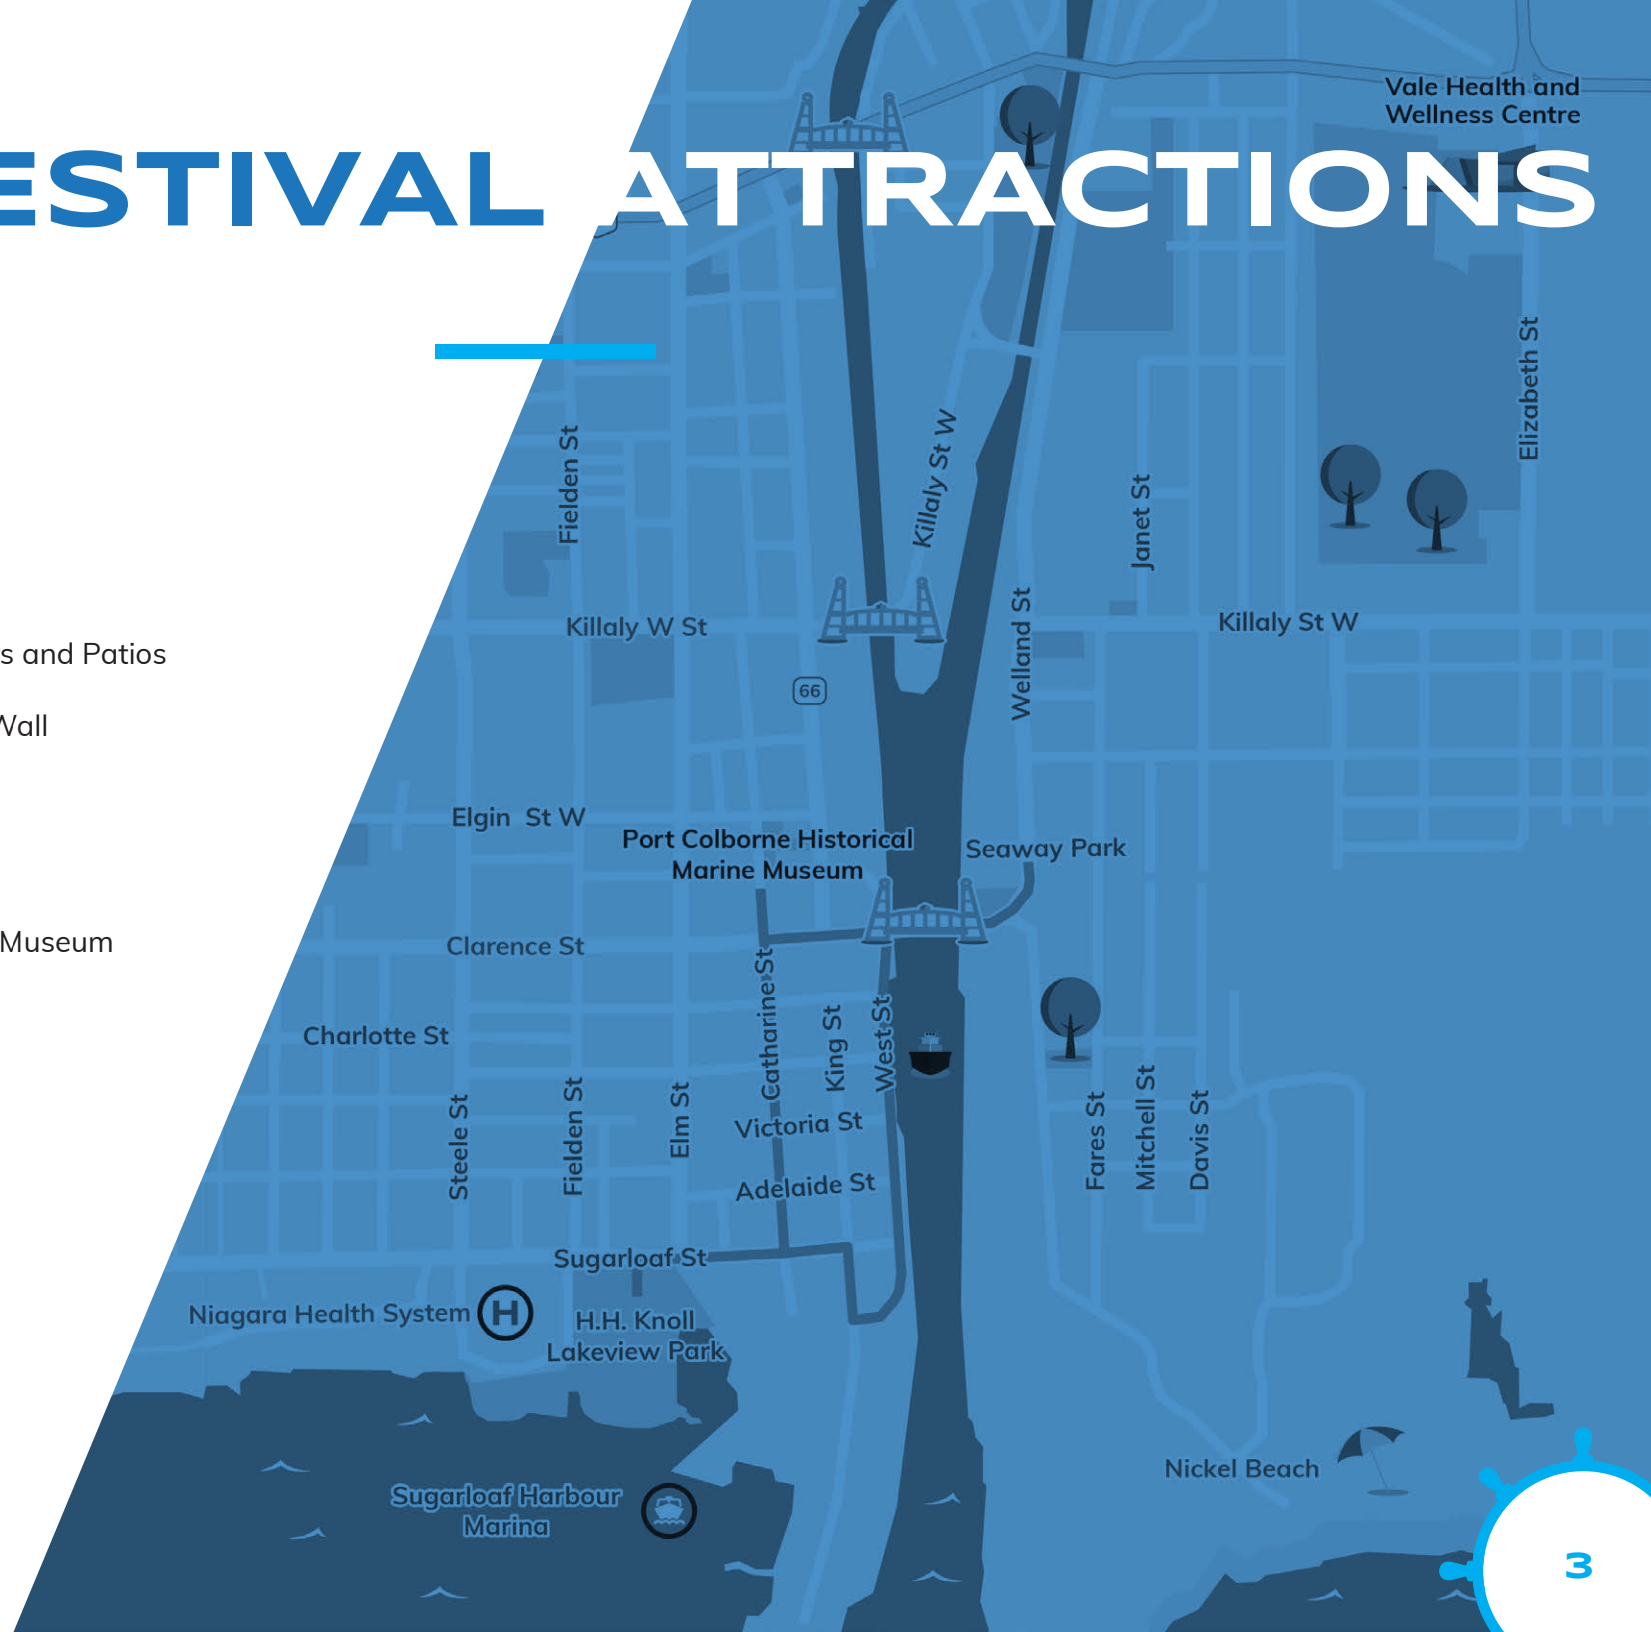 Vale Health and
Wellness Centre
ESTIVAL ATTRACTIONS
Elizabeth St
Fielden St
Killaly St W
Janet St
Welland St
Killaly W St
Killaly St W
s and Patios
66
Wall
Elgin St W
Port Colborne Historical
Marine Museum
Seaway Park
Museum
Clarence St
Catharine St
King St
West St
Charlotte St
Steele St
Fielden St
Elm St
Victoria St
Fares St
Mitchell St
Davis St
Adelaide St
Sugarloaf St
Niagara Health System
H
H.H. Knoll
Lakeview Park
Nickel Beach
Sugarloaf Harbour
Marina
3